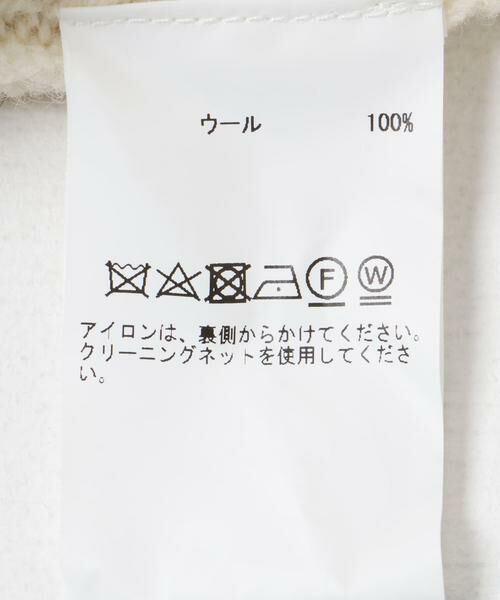 ウール 100%
F W
アイロンは、裏側からかけてください。
クリーニングネットを使用してくださ
い。